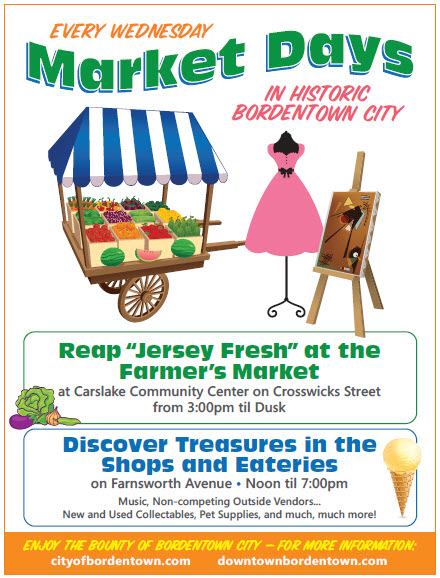 EVERY WEDNESDAY
Market Days
IN HISTORIC
BORDENTOWN CITY
Reap "Jersey Fresh" at the
Farmer's Market
at Carslake Community Center on Crosswicks Street
from 3:00pm til Dusk
Discover Treasures in the
Shops and Eateries
on Farnsworth Avenue • Noon til 7:00pm
Music, Non-competing Outside Vendors...
New and Used Collectables, Pet Supplies, and much, much more!
ENJOY THE BOUNTY OF BORDENTOWN CITY – FOR MORE INFORMATION:
cityofbordentown.com downtownbordentown.com